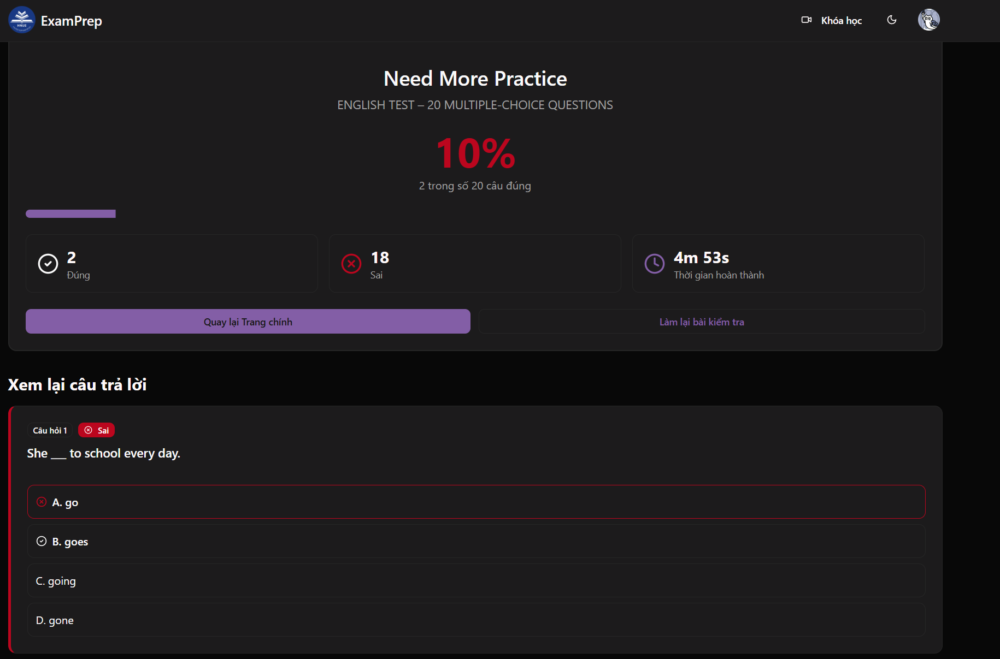 HNUE
ExamPrep
Khóa học
Need More Practice
ENGLISH TEST – 20 MULTIPLE-CHOICE QUESTIONS
10%
2 trong số 20 câu đúng
2
Đúng
18
Sai
4m 53s
Thời gian hoàn thành
Quay lại Trang chính
Làm lại bài kiểm tra
Xem lại câu trả lời
Câu hỏi 1
Sai
She ___ to school every day.
A. go
B. goes
C. going
D. gone